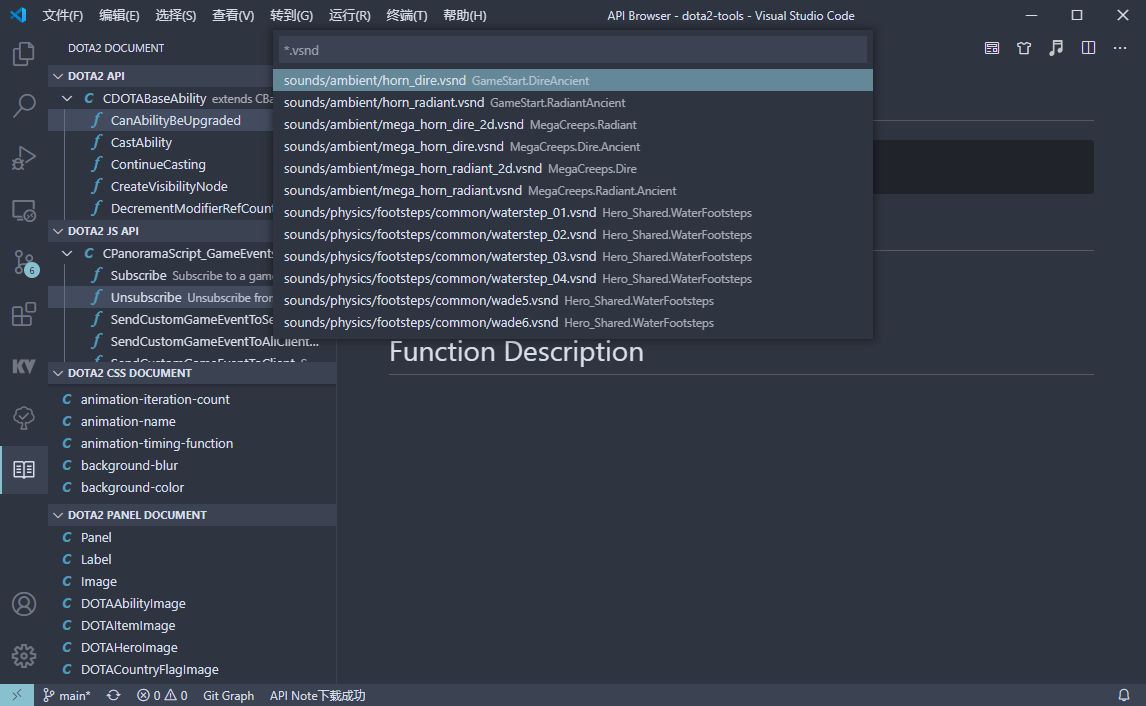 文件(F) 编辑(E) 选择(S) 查看(V) 转到(G) 运行(R) 终端(T) 帮助(H) API Browser - dota2-tools - Visual Studio Code
DOTA2 DOCUMENT
*.vsnd
sounds/ambient/horn_dire.vsnd GameStart.DireAncient
sounds/ambient/horn_radiant.vsnd GameStart.RadiantAncient
sounds/ambient/mega_horn_dire_2d.vsnd MegaCreeps.Radiant
sounds/ambient/mega_horn_dire.vsnd MegaCreeps.Dire.Ancient
sounds/ambient/mega_horn_radiant_2d.vsnd MegaCreeps.Dire
sounds/ambient/mega_horn_radiant.vsnd MegaCreeps.Radiant.Ancient
sounds/physics/footsteps/common/waterstep_01.vsnd Hero_Shared.WaterFootsteps
sounds/physics/footsteps/common/waterstep_02.vsnd Hero_Shared.WaterFootsteps
sounds/physics/footsteps/common/waterstep_03.vsnd Hero_Shared.WaterFootsteps
sounds/physics/footsteps/common/waterstep_04.vsnd Hero_Shared.WaterFootsteps
sounds/physics/footsteps/common/wade5.vsnd Hero_Shared.WaterFootsteps
sounds/physics/footsteps/common/wade6.vsnd Hero_Shared.WaterFootsteps
DOTA2 API
C CDOTABaseAbility extends CBa
f CanAbilityBeUpgraded
f CastAbility
f ContinueCasting
f CreateVisibilityNode
f DecrementModifierRefCount
DOTA2 JS API
C CPanoramaScript_GameEvents
f Subscribe Subscribe to a game
f Unsubscribe Unsubscribe from
f SendCustomGameEventToSe
f SendCustomGameEventToAllClient...
f SendCustomGameEventToClient S
DOTA2 CSS DOCUMENT
C animation-iteration-count
C animation-name
C animation-timing-function
C background-blur
C background-color
DOTA2 PANEL DOCUMENT
C Panel
C Label
C Image
C DOTAAbilityImage
C DOTAItemImage
C DOTAHeroImage
C DOTACountryFlagImage
6
KV
Function Description
main* 0 0 Git Graph API Note下载成功